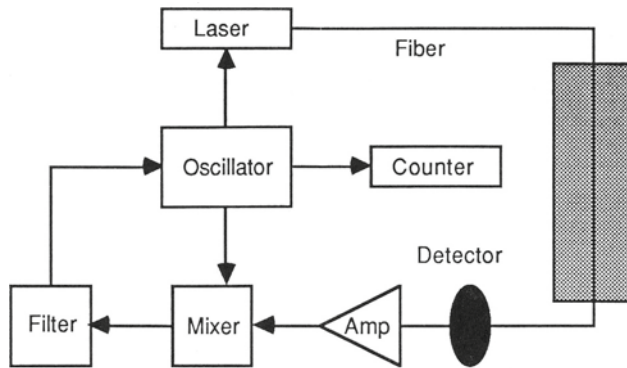 Laser
Fiber
Oscillator
Counter
Detector
Filter
Mixer
Amp